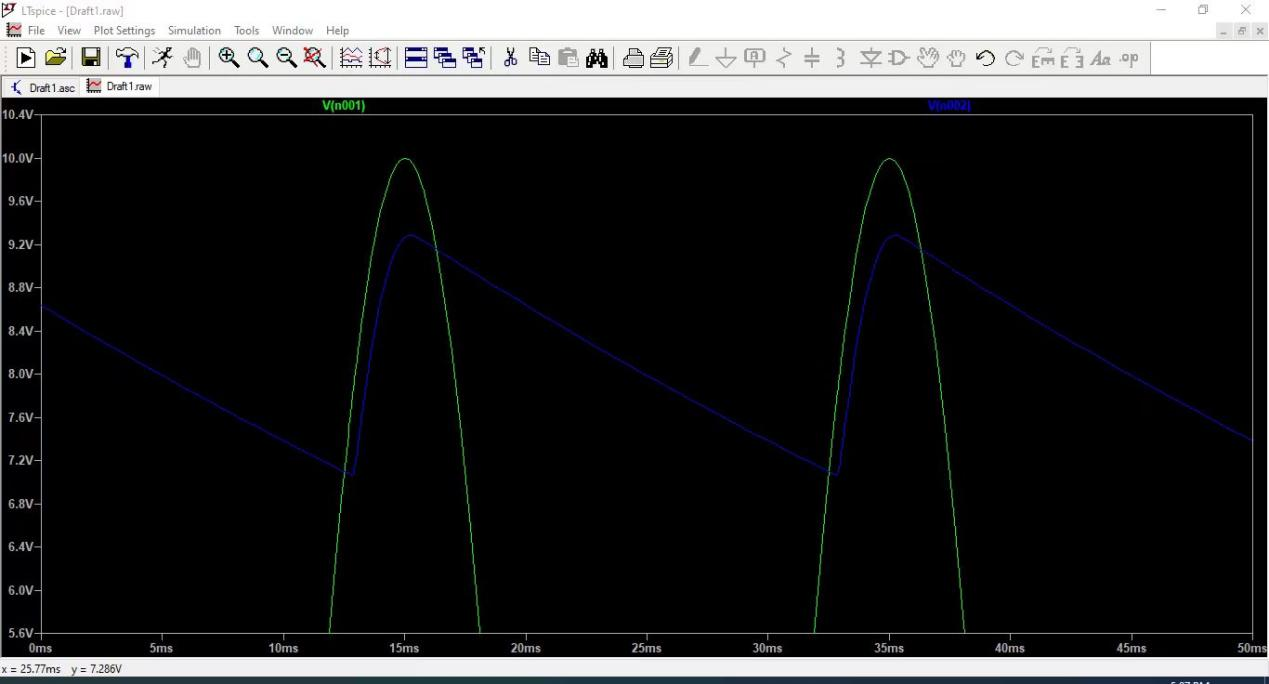 LTspice - [Draft1.raw]
File View Plot Settings Simulation Tools Window Help
Draft1.asc Draft1.raw
V(n001) V(n002)
10.4V
10.0V
9.6V
9.2V
8.8V
8.4V
8.0V
7.6V
7.2V
6.8V
6.4V
6.0V
5.6V
0ms 5ms 10ms 15ms 20ms 25ms 30ms 35ms 40ms 45ms 50ms
x = 25.77ms y = 7.286V